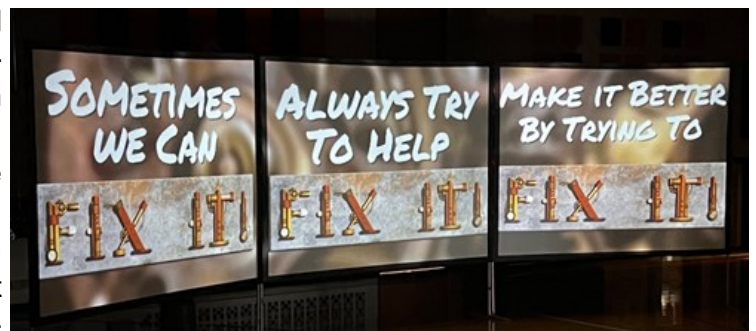 SOMETIMES
WE CAN
FIX IT!
ALWAYS TRY
TO HELP
FIX IT!
MAKE IT BETTER
BY TRYING TO
FIX IT!